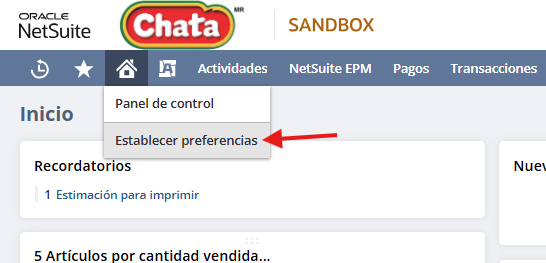 ORACLE
NetSuite
Chata MR
SANDBOX
Actividades NetSuite EPM Pagos Transacciones
Panel de control
Establecer preferencias
Inicio
Recordatorios
1 Estimación para imprimir
Nuev
5 Artículos por cantidad vendida...